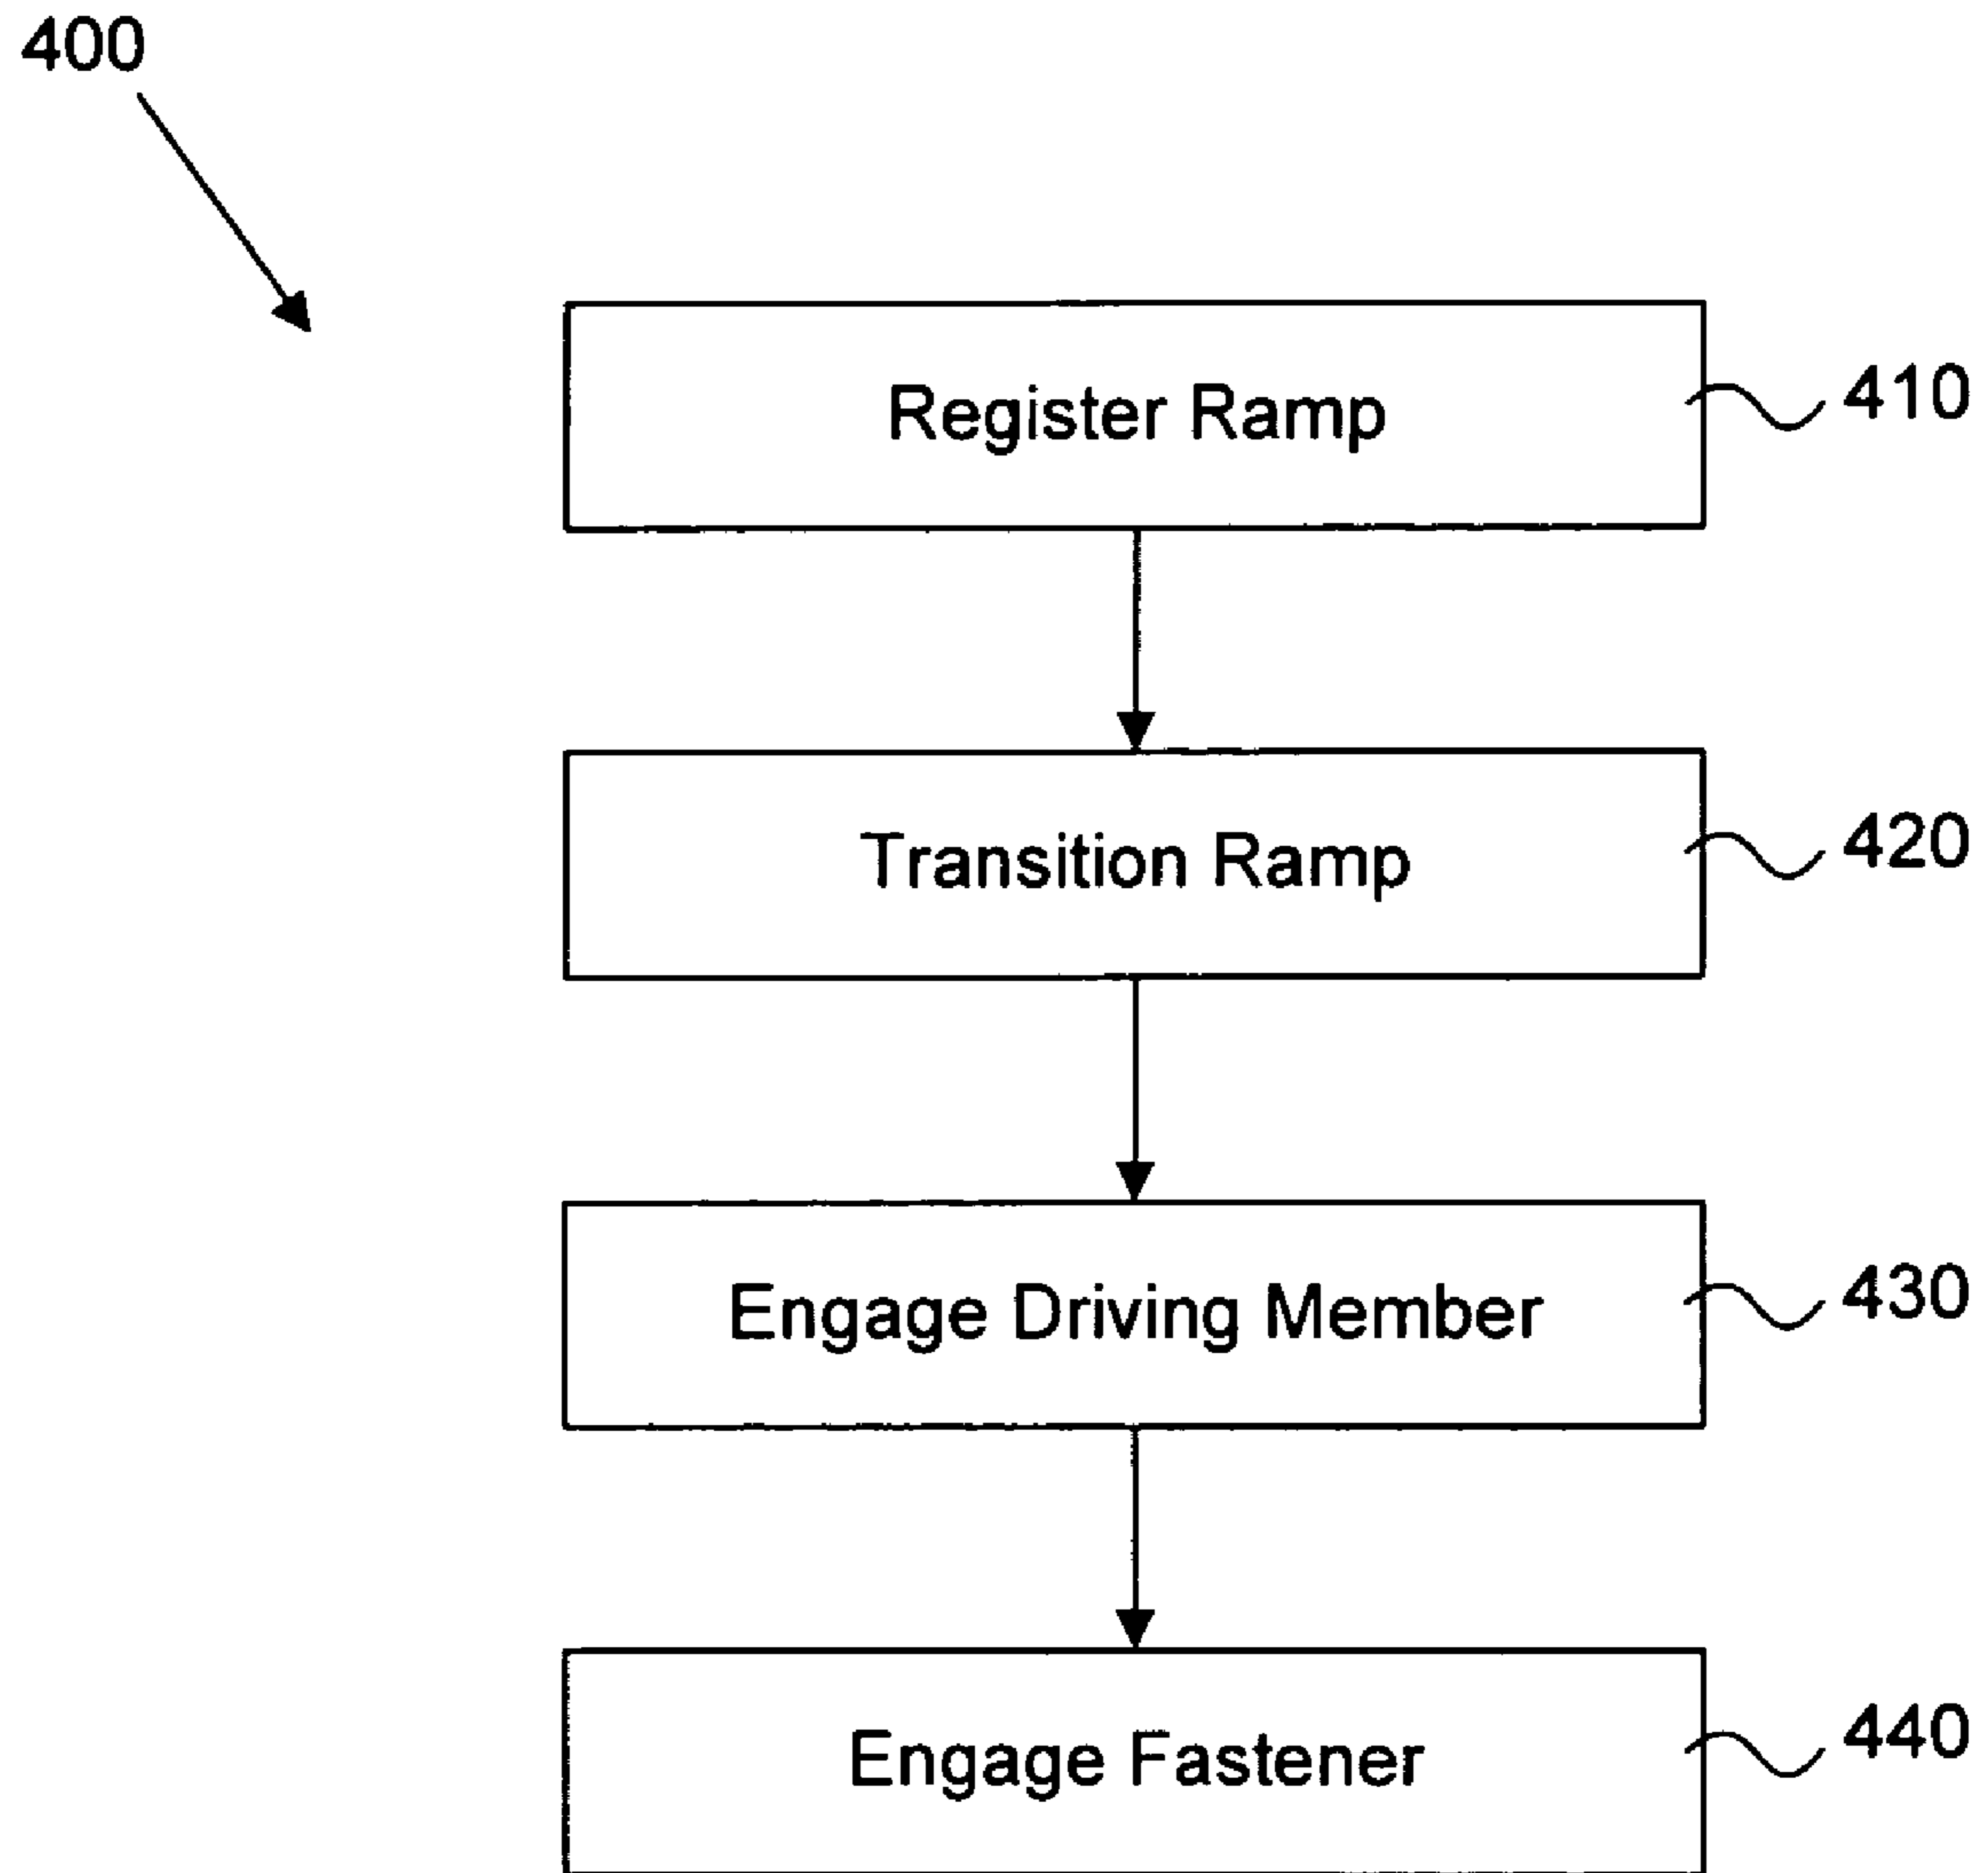 400
Register Ramp
410
Transition Ramp
420
Engage Driving Member
430
Engage Fastener
440